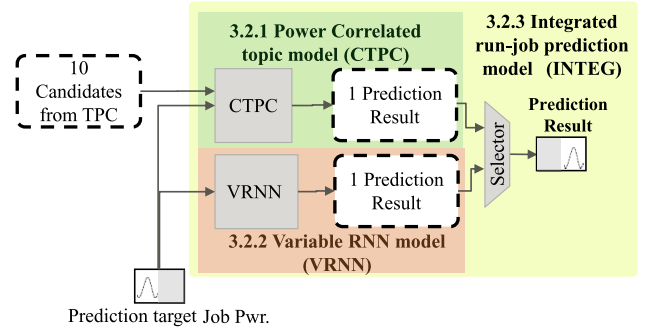 3.2.1 Power Correlated
topic model (CTPC)
3.2.3 Integrated
run-job prediction
model (INTEG)
10
Candidates
from TPC
CTPC
1 Prediction
Result
Prediction
Result
Selector
VRNN
1 Prediction
Result
3.2.2 Variable RNN model
(VRNN)
Prediction target Job Pwr.